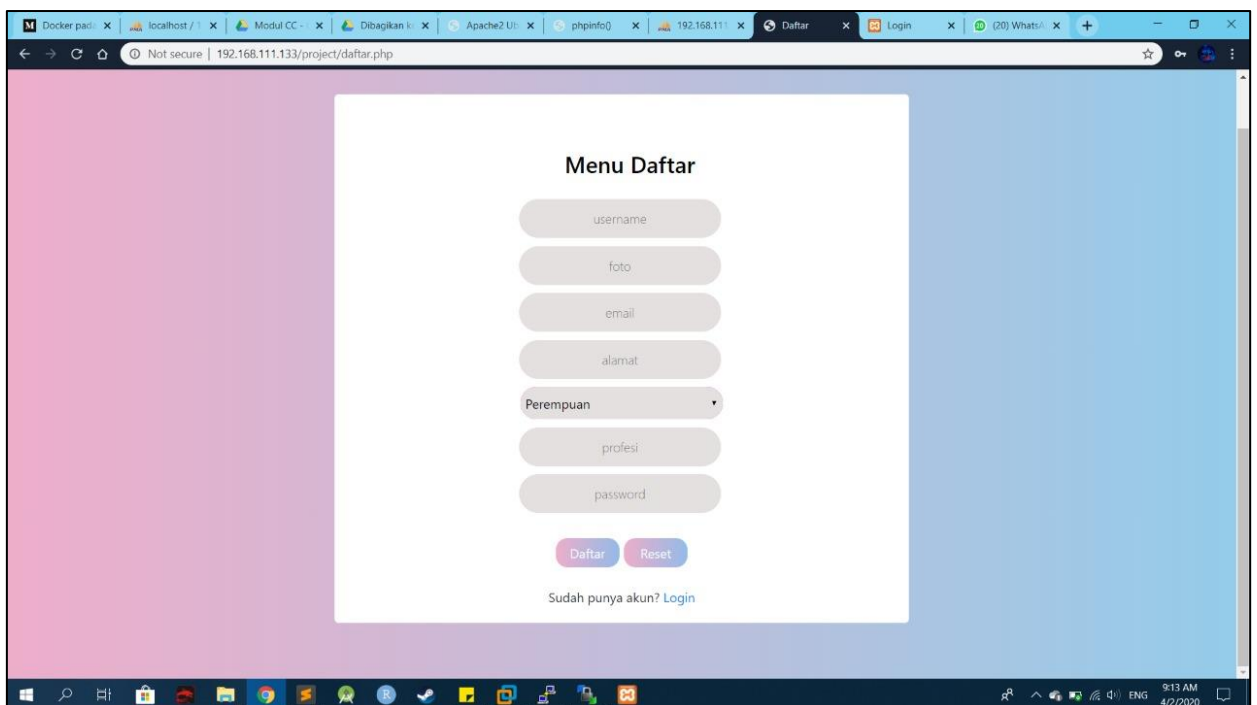 Docker pada
localhost / 1
Modul CC -
Dibagikan k
Apache2 Ub
phpinfo()
192.168.111
Daftar
Login
(20) WhatsA
Not secure | 192.168.111.133/project/daftar.php
Menu Daftar
username
foto
email
alamat
Perempuan
profesi
password
Daftar Reset
Sudah punya akun? Login
ENG
9:13 AM
4/2/2020